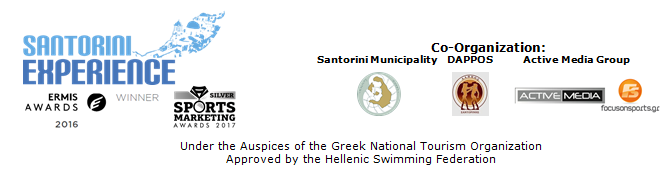 SANTORINI
EXPERIENCE
ERMIS
AWARDS
WINNER
2016
SILVER
SPORTS
MARKETING
AWARDS 2017
Co-Organization:
Santorini Municipality DAPPOS Active Media Group
ACTIVE MEDIA
focusonsports.gr
Under the Auspices of the Greek National Tourism Organization
Approved by the Hellenic Swimming Federation